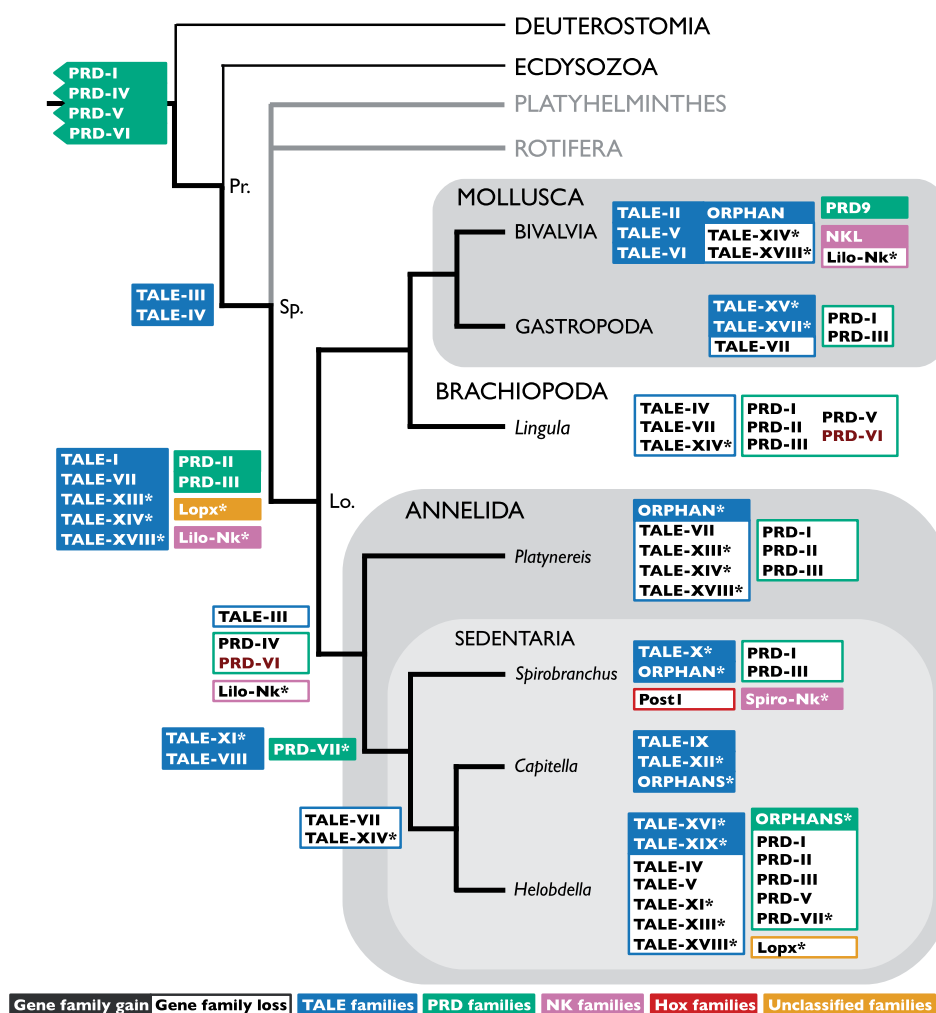 DEUTEROSTOMIA
ECDYSOZOA
PRD-I
PRD-IV
PRD-V
PRD-VI
PLATYHELMINTHES
ROTIFERA
Pr.
MOLLUSCA
BIVALVIA
TALE-II
TALE-V
TALE-VI
ORPHAN
TALE-XIV*
TALE-XVIII*
PRD9
NKL
Lilo-Nk*
TALE-III
TALE-IV
Sp.
GASTROPODA
TALE-XV*
TALE-XVII*
TALE-VII
PRD-I
PRD-III
BRACHIOPODA
Lingula
TALE-IV
TALE-VII
TALE-XIV*
PRD-I
PRD-II
PRD-III
PRD-V
PRD-VI
TALE-I
TALE-VII
TALE-XIII*
TALE-XIV*
TALE-XVIII*
PRD-II
PRD-III
Lopx*
Lilo-Nk*
Lo.
ANNELIDA
Platynereis
ORPHAN*
TALE-VII
TALE-XIII*
TALE-XIV*
TALE-XVIII*
PRD-I
PRD-II
PRD-III
TALE-III
PRD-IV
PRD-VI
Lilo-Nk*
SEDENTARIA
Spirobranchus
TALE-X*
ORPHAN*
PRD-I
PRD-III
Post1
Spiro-Nk*
TALE-XI*
TALE-VIII
PRD-VII*
Capitella
TALE-IX
TALE-XII*
ORPHANS*
TALE-VII
TALE-XIV*
Helobdella
TALE-XVI*
TALE-XIX*
TALE-IV
TALE-V
TALE-XI*
TALE-XIII*
TALE-XVIII*
ORPHANS*
PRD-I
PRD-II
PRD-III
PRD-V
PRD-VII*
Lopx*
Gene family gain
Gene family loss
TALE families
PRD families
NK families
Hox families
Unclassified families